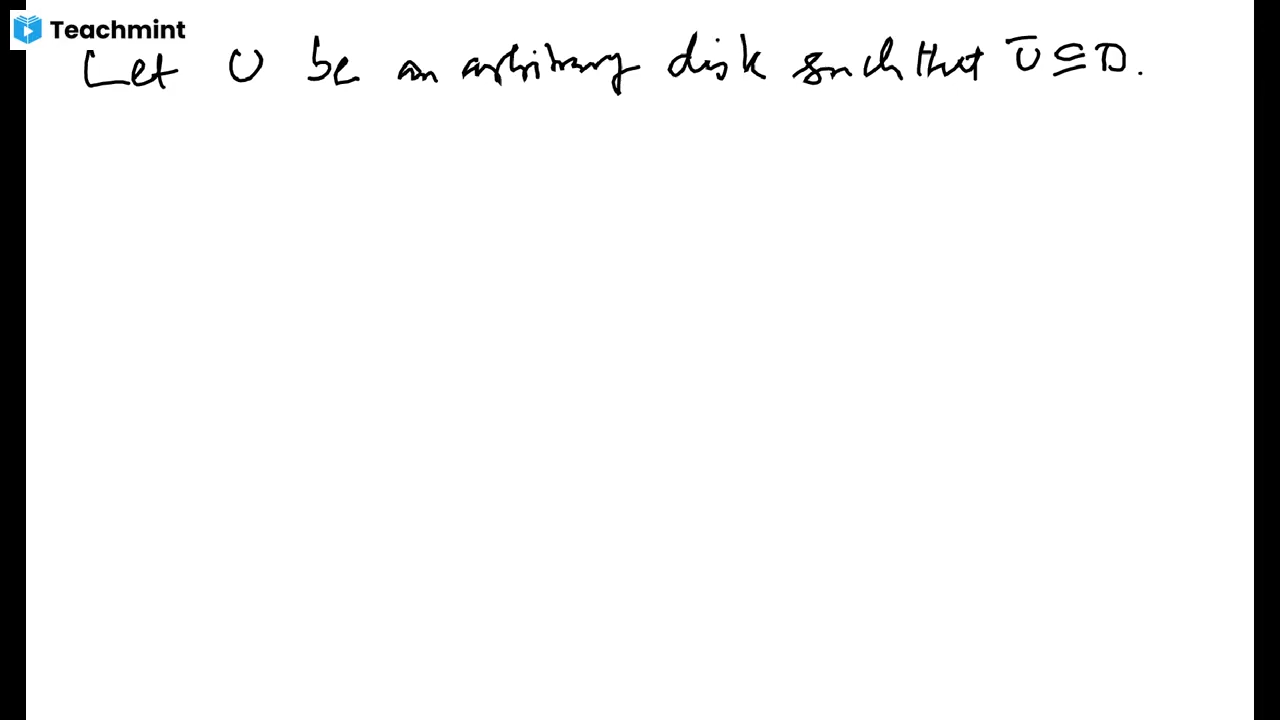 Teachmint
Let U be an arbitrary disk such that U̅ ⊆ D.